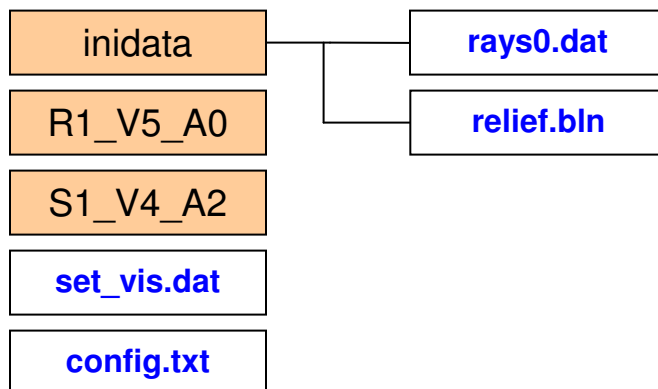 inidata
rays0.dat
R1_V5_A0
relief.bln
S1_V4_A2
set_vis.dat
config.txt